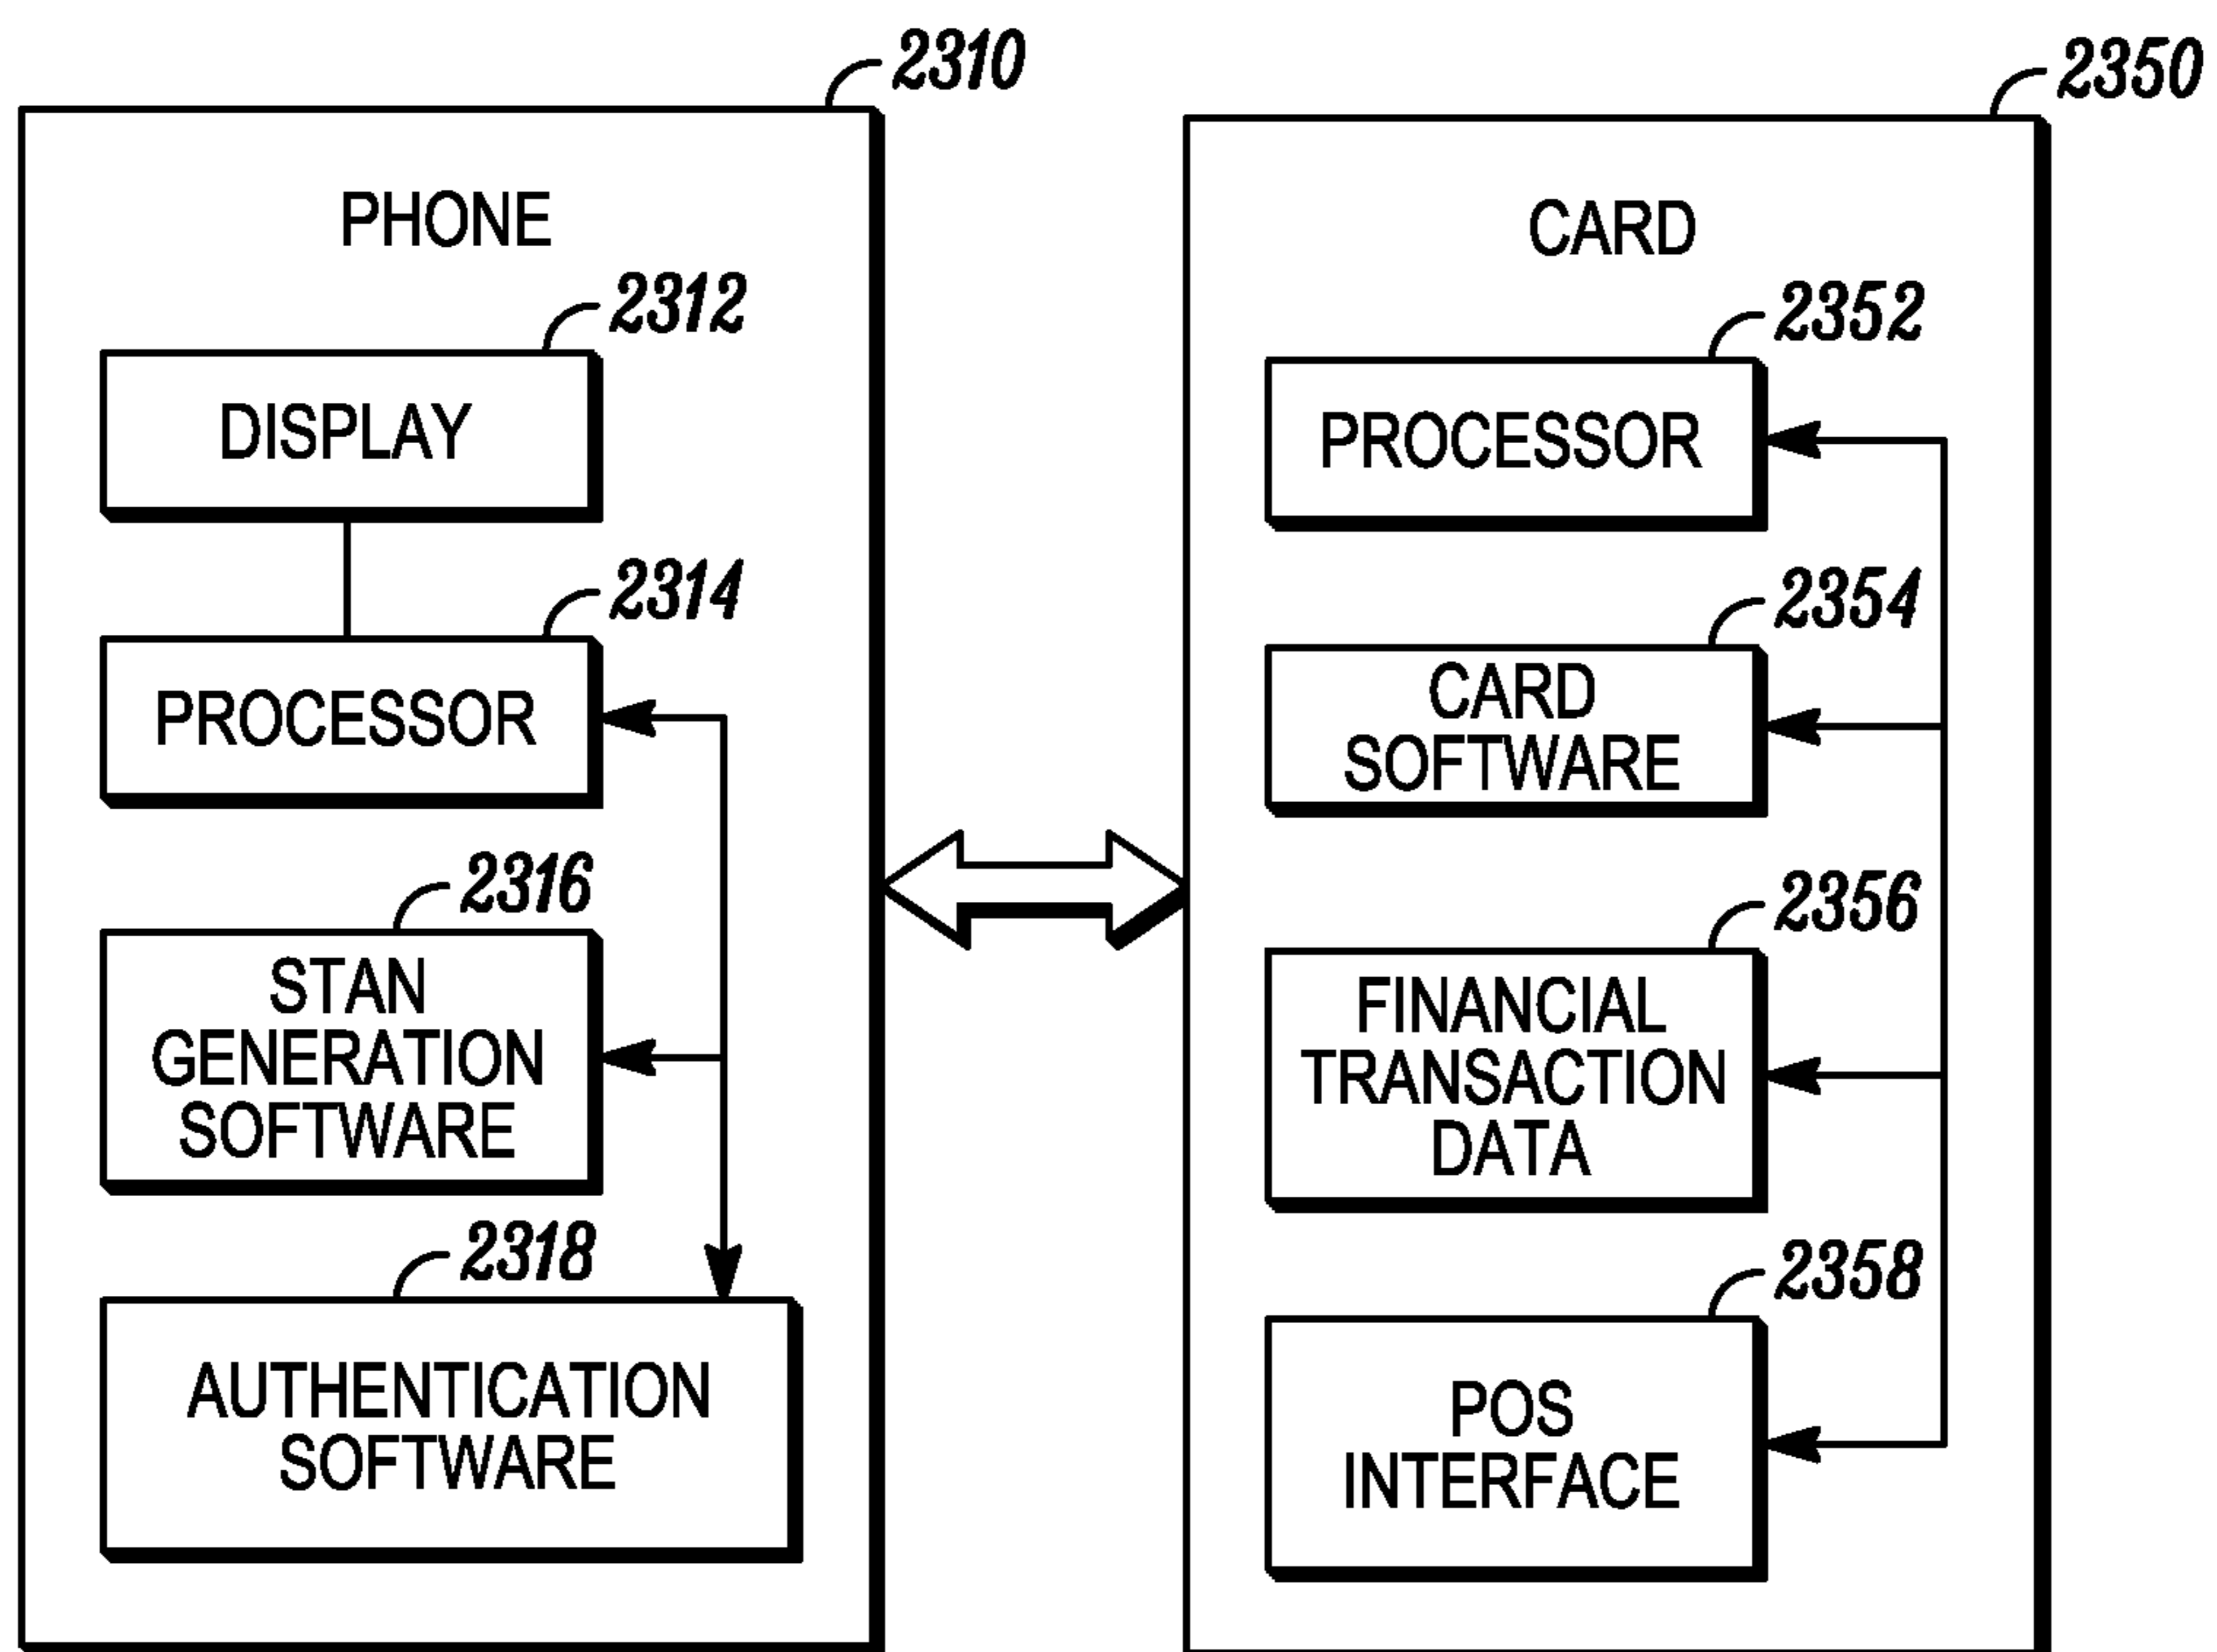 2310
PHONE
2312
DISPLAY
2314
PROCESSOR
2316
STAN
GENERATION
SOFTWARE
2318
AUTHENTICATION
SOFTWARE
2350
CARD
2352
PROCESSOR
2354
CARD
SOFTWARE
2356
FINANCIAL
TRANSACTION
DATA
2358
POS
INTERFACE